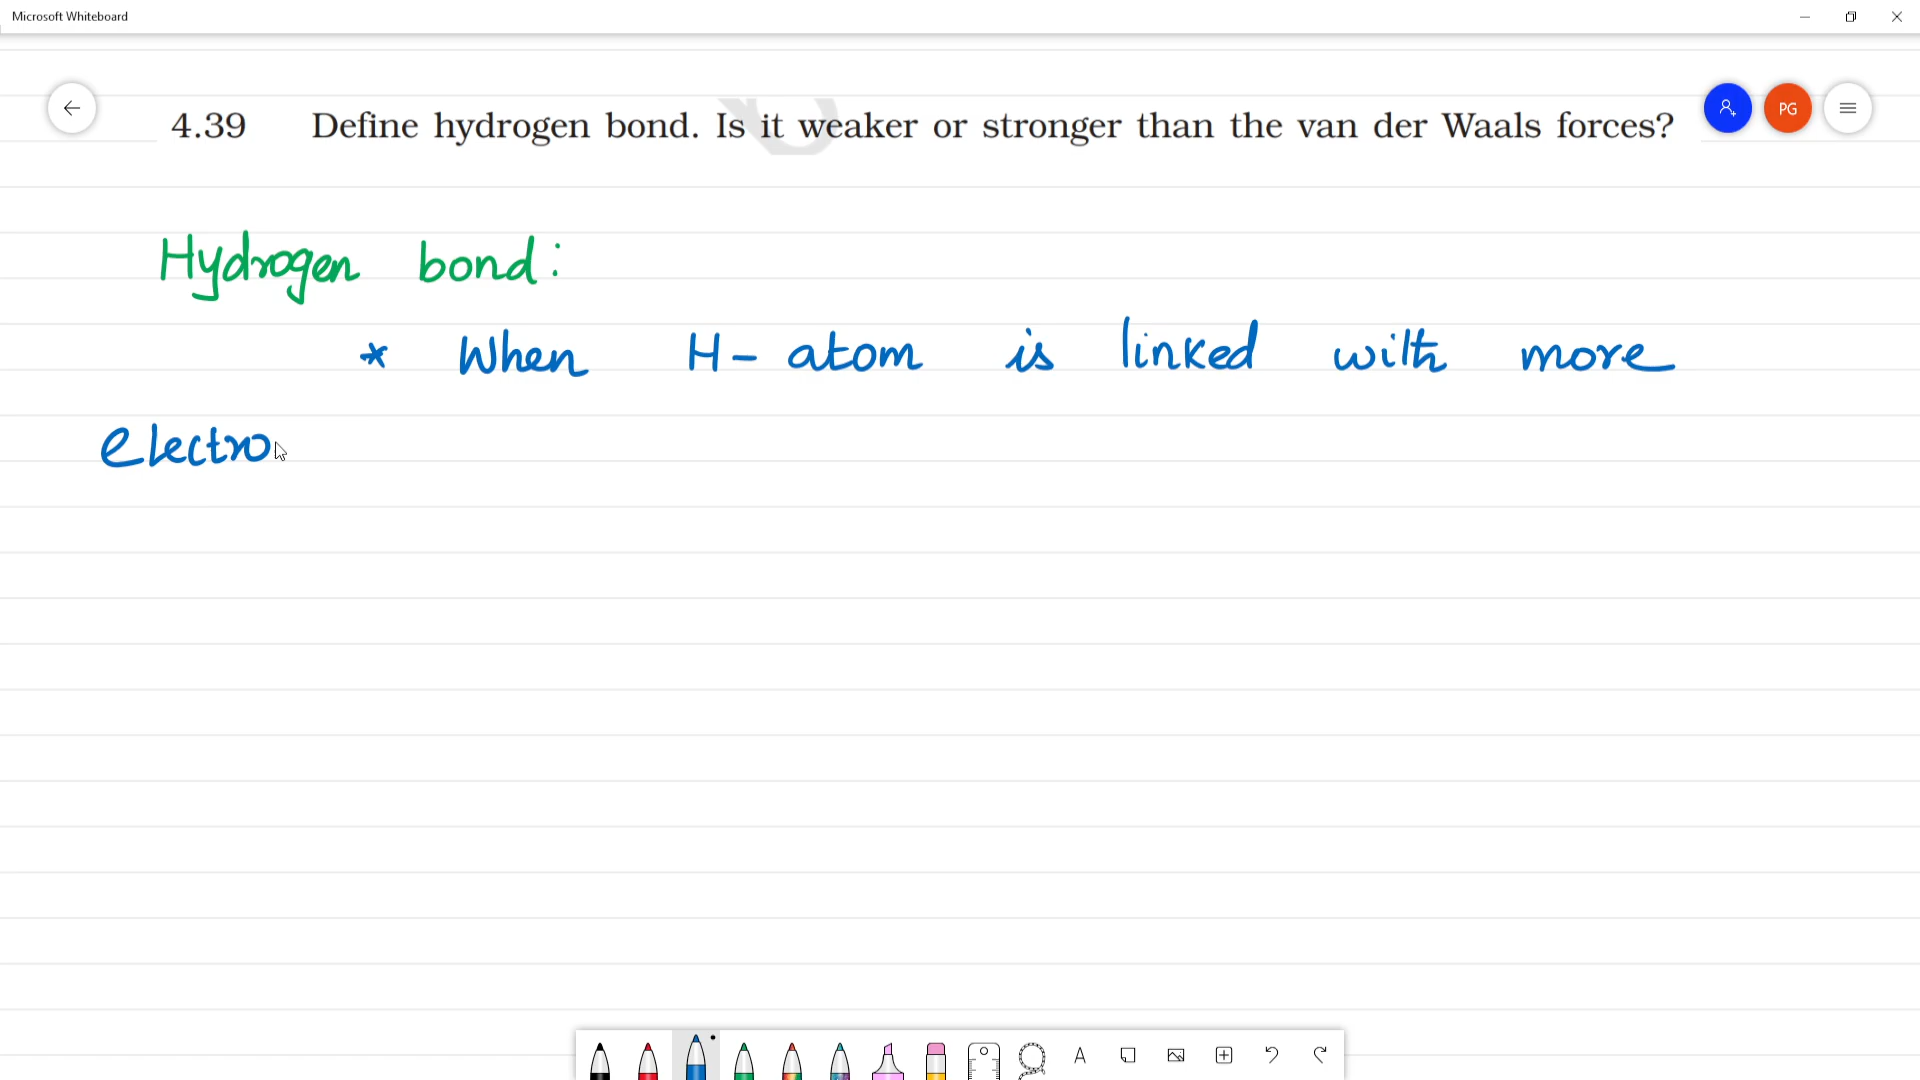 Microsoft Whiteboard
4.39 Define hydrogen bond. Is it weaker or stronger than the van der Waals forces?
PG
Hydrogen bond:
* When H- atom is linked with more
electro
A